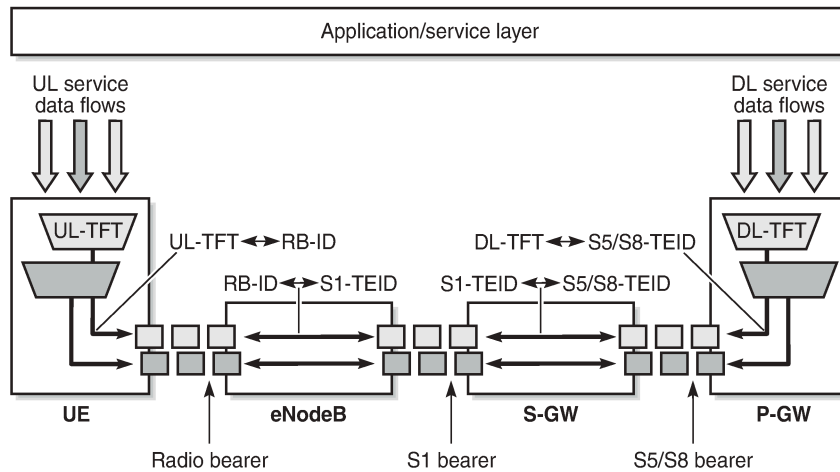 Application/service layer
UL service
data flows
DL service
data flows
UL-TFT
DL-TFT
UL-TFT RB-ID
DL-TFT S5/S8-TEID
RB-ID S1-TEID
S1-TEID S5/S8-TEID
UE
eNodeB
S-GW
P-GW
Radio bearer
S1 bearer
S5/S8 bearer